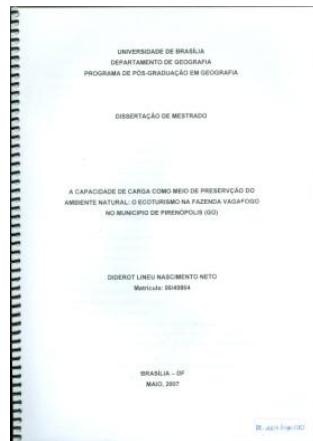 UNIVERSIDADE DE BRASÍLIA
DEPARTAMENTO DE GEOGRAFIA
PROGRAMA DE PÓS-GRADUAÇÃO EM GEOGRAFIA
DISSERTAÇÃO DE MESTRADO
A CAPACIDADE DE CARGA COMO MEIO DE PRESERVÇÃO DO
AMBIENTE NATURAL: O ECOTURISMO NA FAZENDA VAGAFOGO
NO MUNICÍPIO DE PIRENÓPOLIS (GO)
DIDEROT LINEU NASCIMENTO NETO
Matrícula:
BRASÍLIA – DF
MAIO, 2007